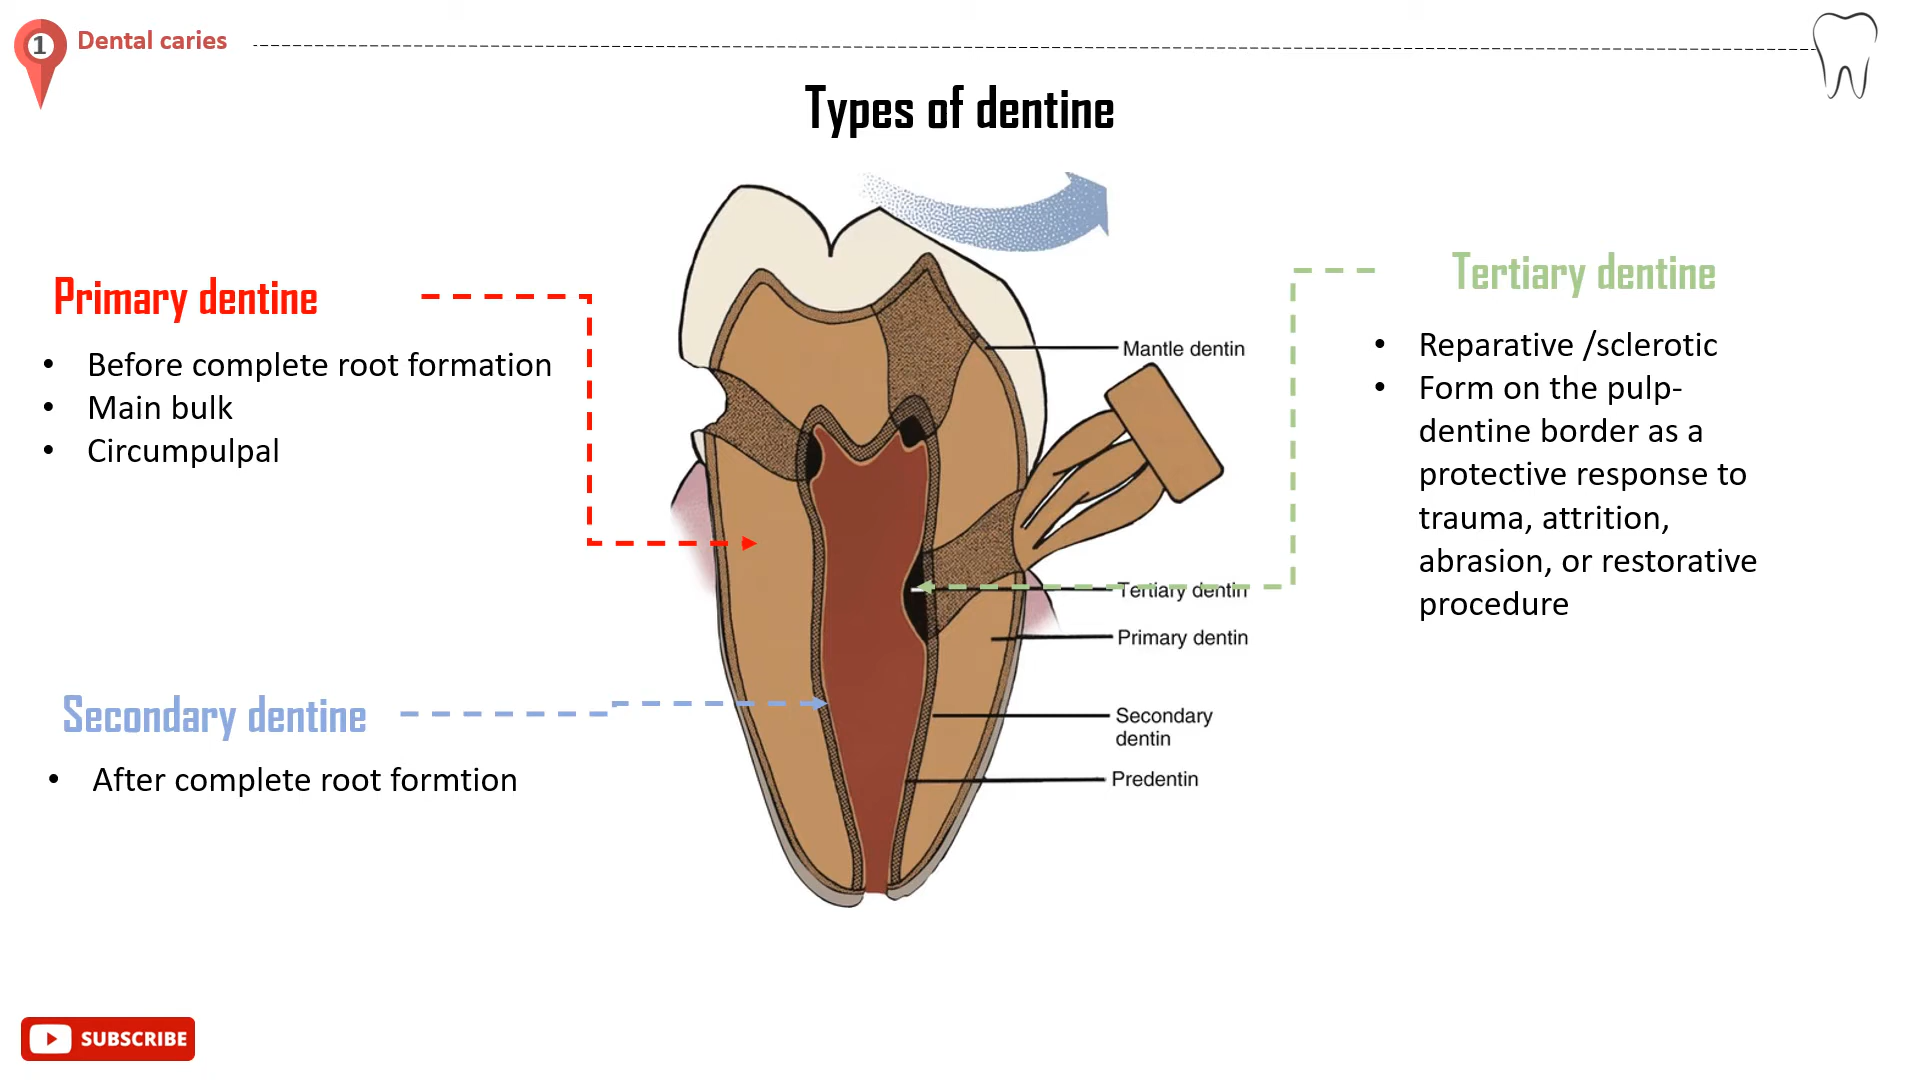 1
Dental caries
Types of dentine
Primary dentine
• Before complete root formation
• Main bulk
• Circumpulpal
Secondary dentine
• After complete root formtion
Mantle dentin
Tertiary dentin
Primary dentin
Secondary
dentin
Predentin
Tertiary dentine
• Reparative /sclerotic
• Form on the pulp-
dentine border as a
protective response to
trauma, attrition,
abrasion, or restorative
procedure
SUBSCRIBE